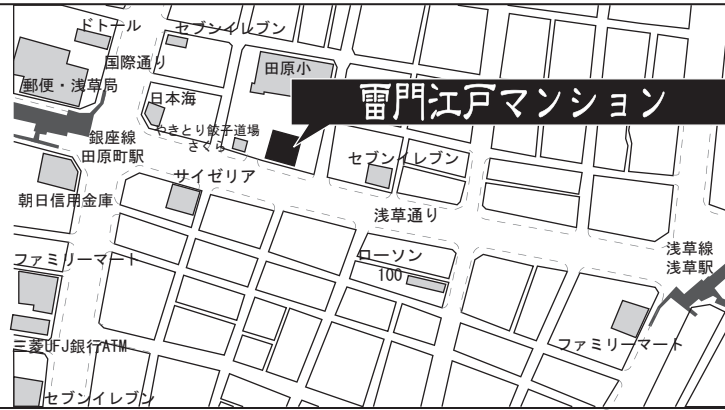 ドトール
セブンイレブン
国際通り
田原小
郵便・浅草局
日本海
雷門江戸マンション
やきとり餃子道場
さくら
銀座線
田原町駅
セブンイレブン
サイゼリア
朝日信用金庫
浅草通り
浅草線
浅草駅
ファミリーマート
ローソン
100
三菱UFJ銀行ATM
ファミリーマート
セブンイレブン